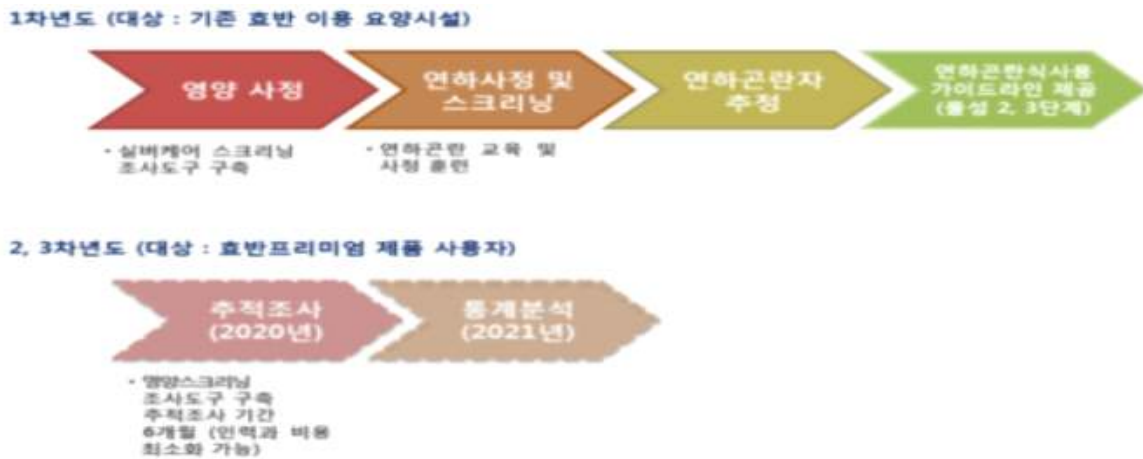 1차년도 (대상 : 기존 효반 이용 요양시설)
영양 사정
연하사정 및
스크리닝
연하곤란자
추정
연하곤란식사용
가이드라인 제공
(물성 2, 3단계)
• 실버케어 스크리닝
조사도구 구축
• 연하곤란 교육 및
사정 훈련
2, 3차년도 (대상 : 효반프리미엄 제품 사용자)
추적조사
(2020년)
통계분석
(2021년)
• 영양스크리닝
조사도구 구축
추적조사 기간
6개월 (인력과 비용
최소화 가능)